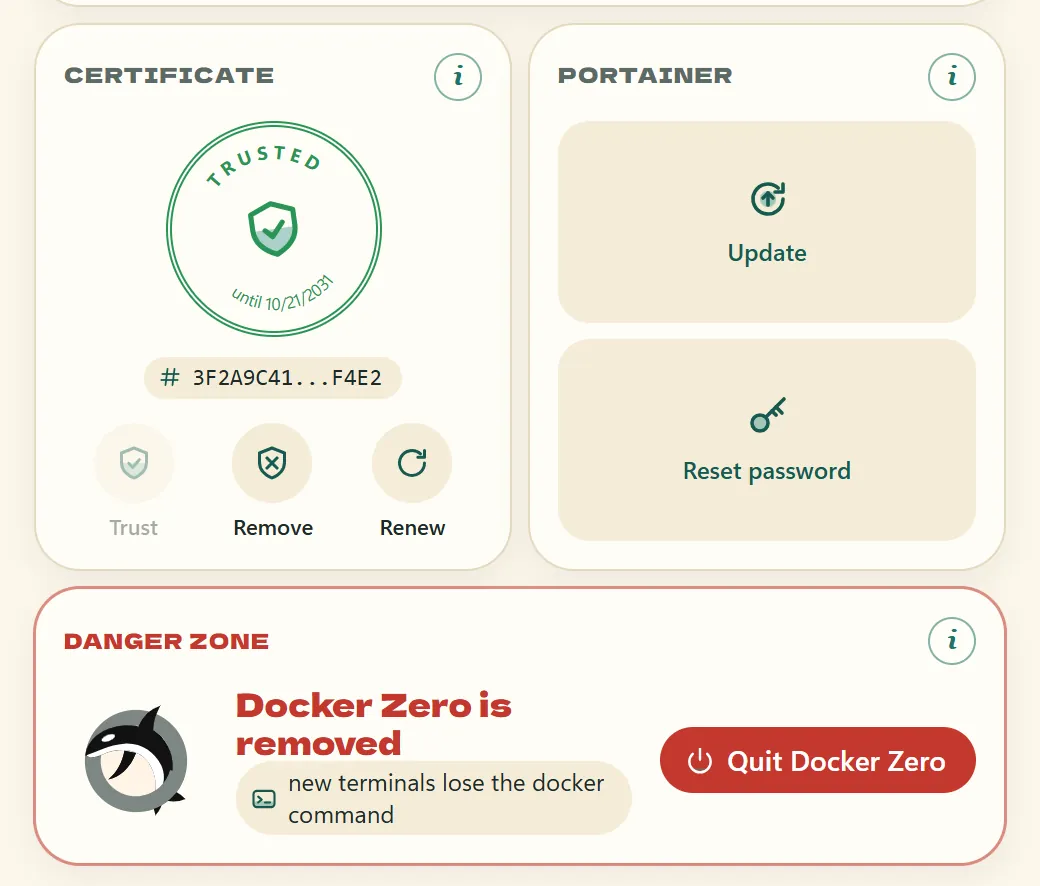 CERTIFICATE
i
TRUSTED
until 10/21/2031
# 3F2A9C41...F4E2
Trust
Remove
Renew
PORTAINER
i
Update
Reset password
DANGER ZONE
i
Docker Zero is
removed
new terminals lose the docker
command
Quit Docker Zero